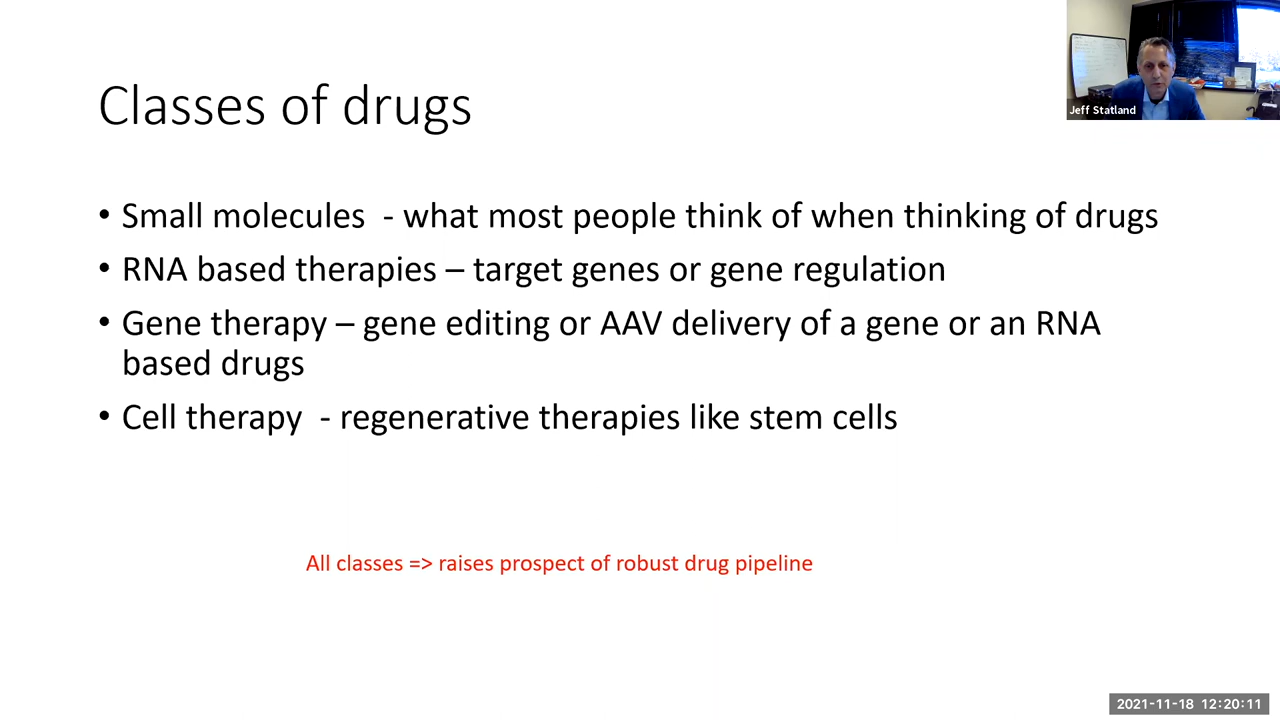 Jeff Statland
Classes of drugs
• Small molecules  - what most people think of when thinking of drugs
• RNA based therapies – target genes or gene regulation
• Gene therapy – gene editing or AAV delivery of a gene or an RNA
based drugs
• Cell therapy  - regenerative therapies like stem cells
All classes => raises prospect of robust drug pipeline
2021-11-18 12:20:11